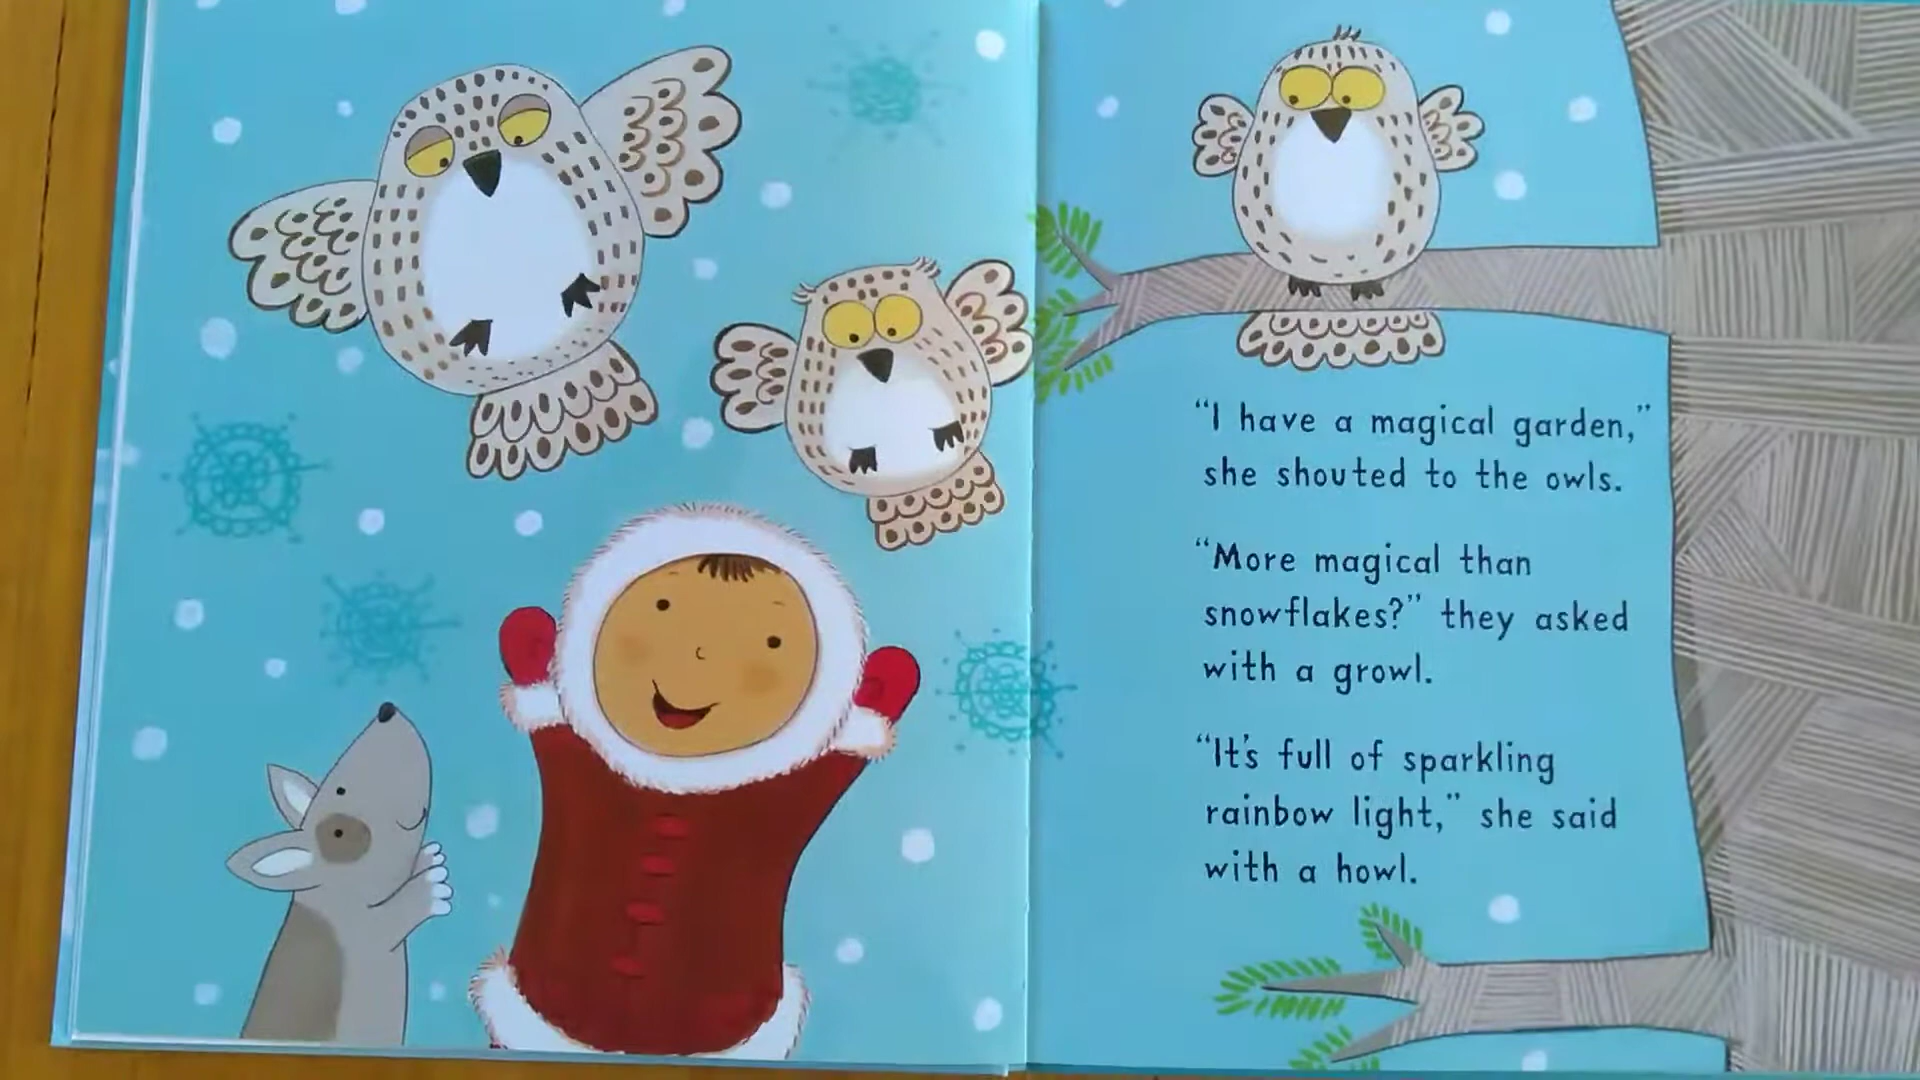 “I have a magical garden,”
she shouted to the owls.
“More magical than
snowflakes?” they asked
with a growl.
“It’s full of sparkling
rainbow light,” she said
with a howl.